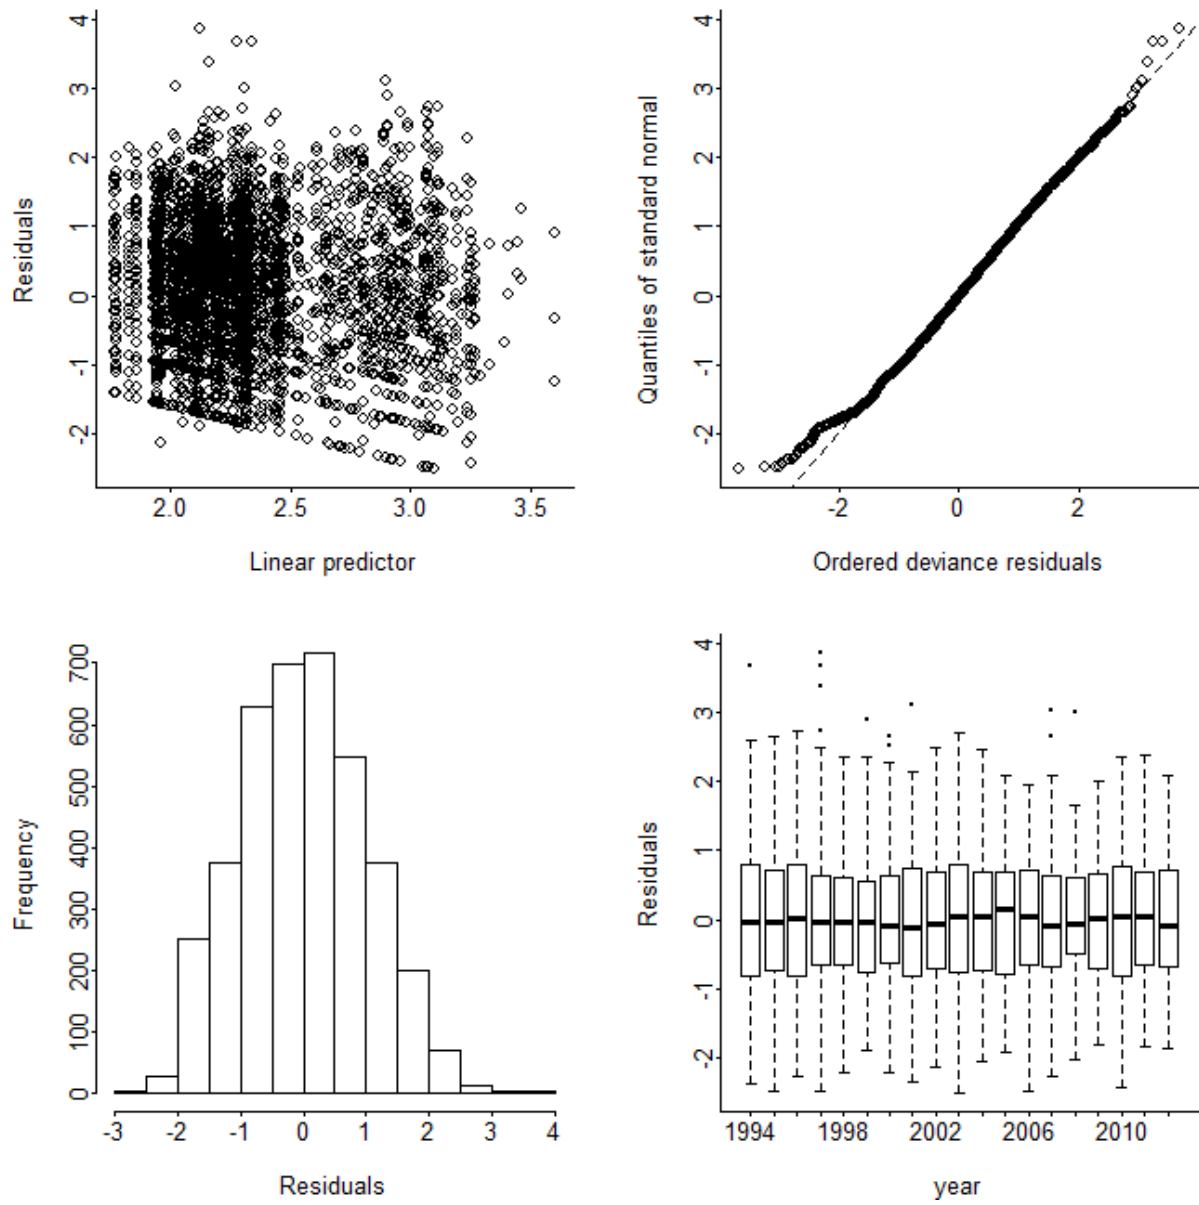 Residuals
4
3
2
1
0
-1
-2
2.0 2.5 3.0 3.5
Linear predictor
Quantiles of standard normal
4
3
2
1
0
-1
-2
-2 0 2
Ordered deviance residuals
Frequency
700
600
500
400
300
200
100
0
-3 -2 -1 0 1 2 3 4
Residuals
Residuals
4
3
2
1
0
-1
-2
1994 1998 2002 2006 2010
year